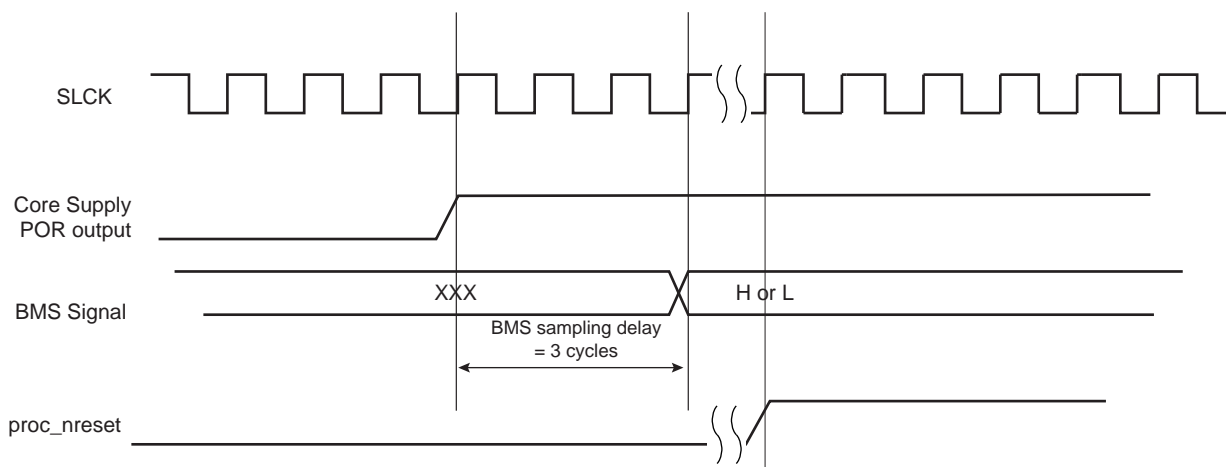 SLCK
Core Supply
POR output
BMS Signal
XXX
H or L
BMS sampling delay
= 3 cycles
proc_nreset